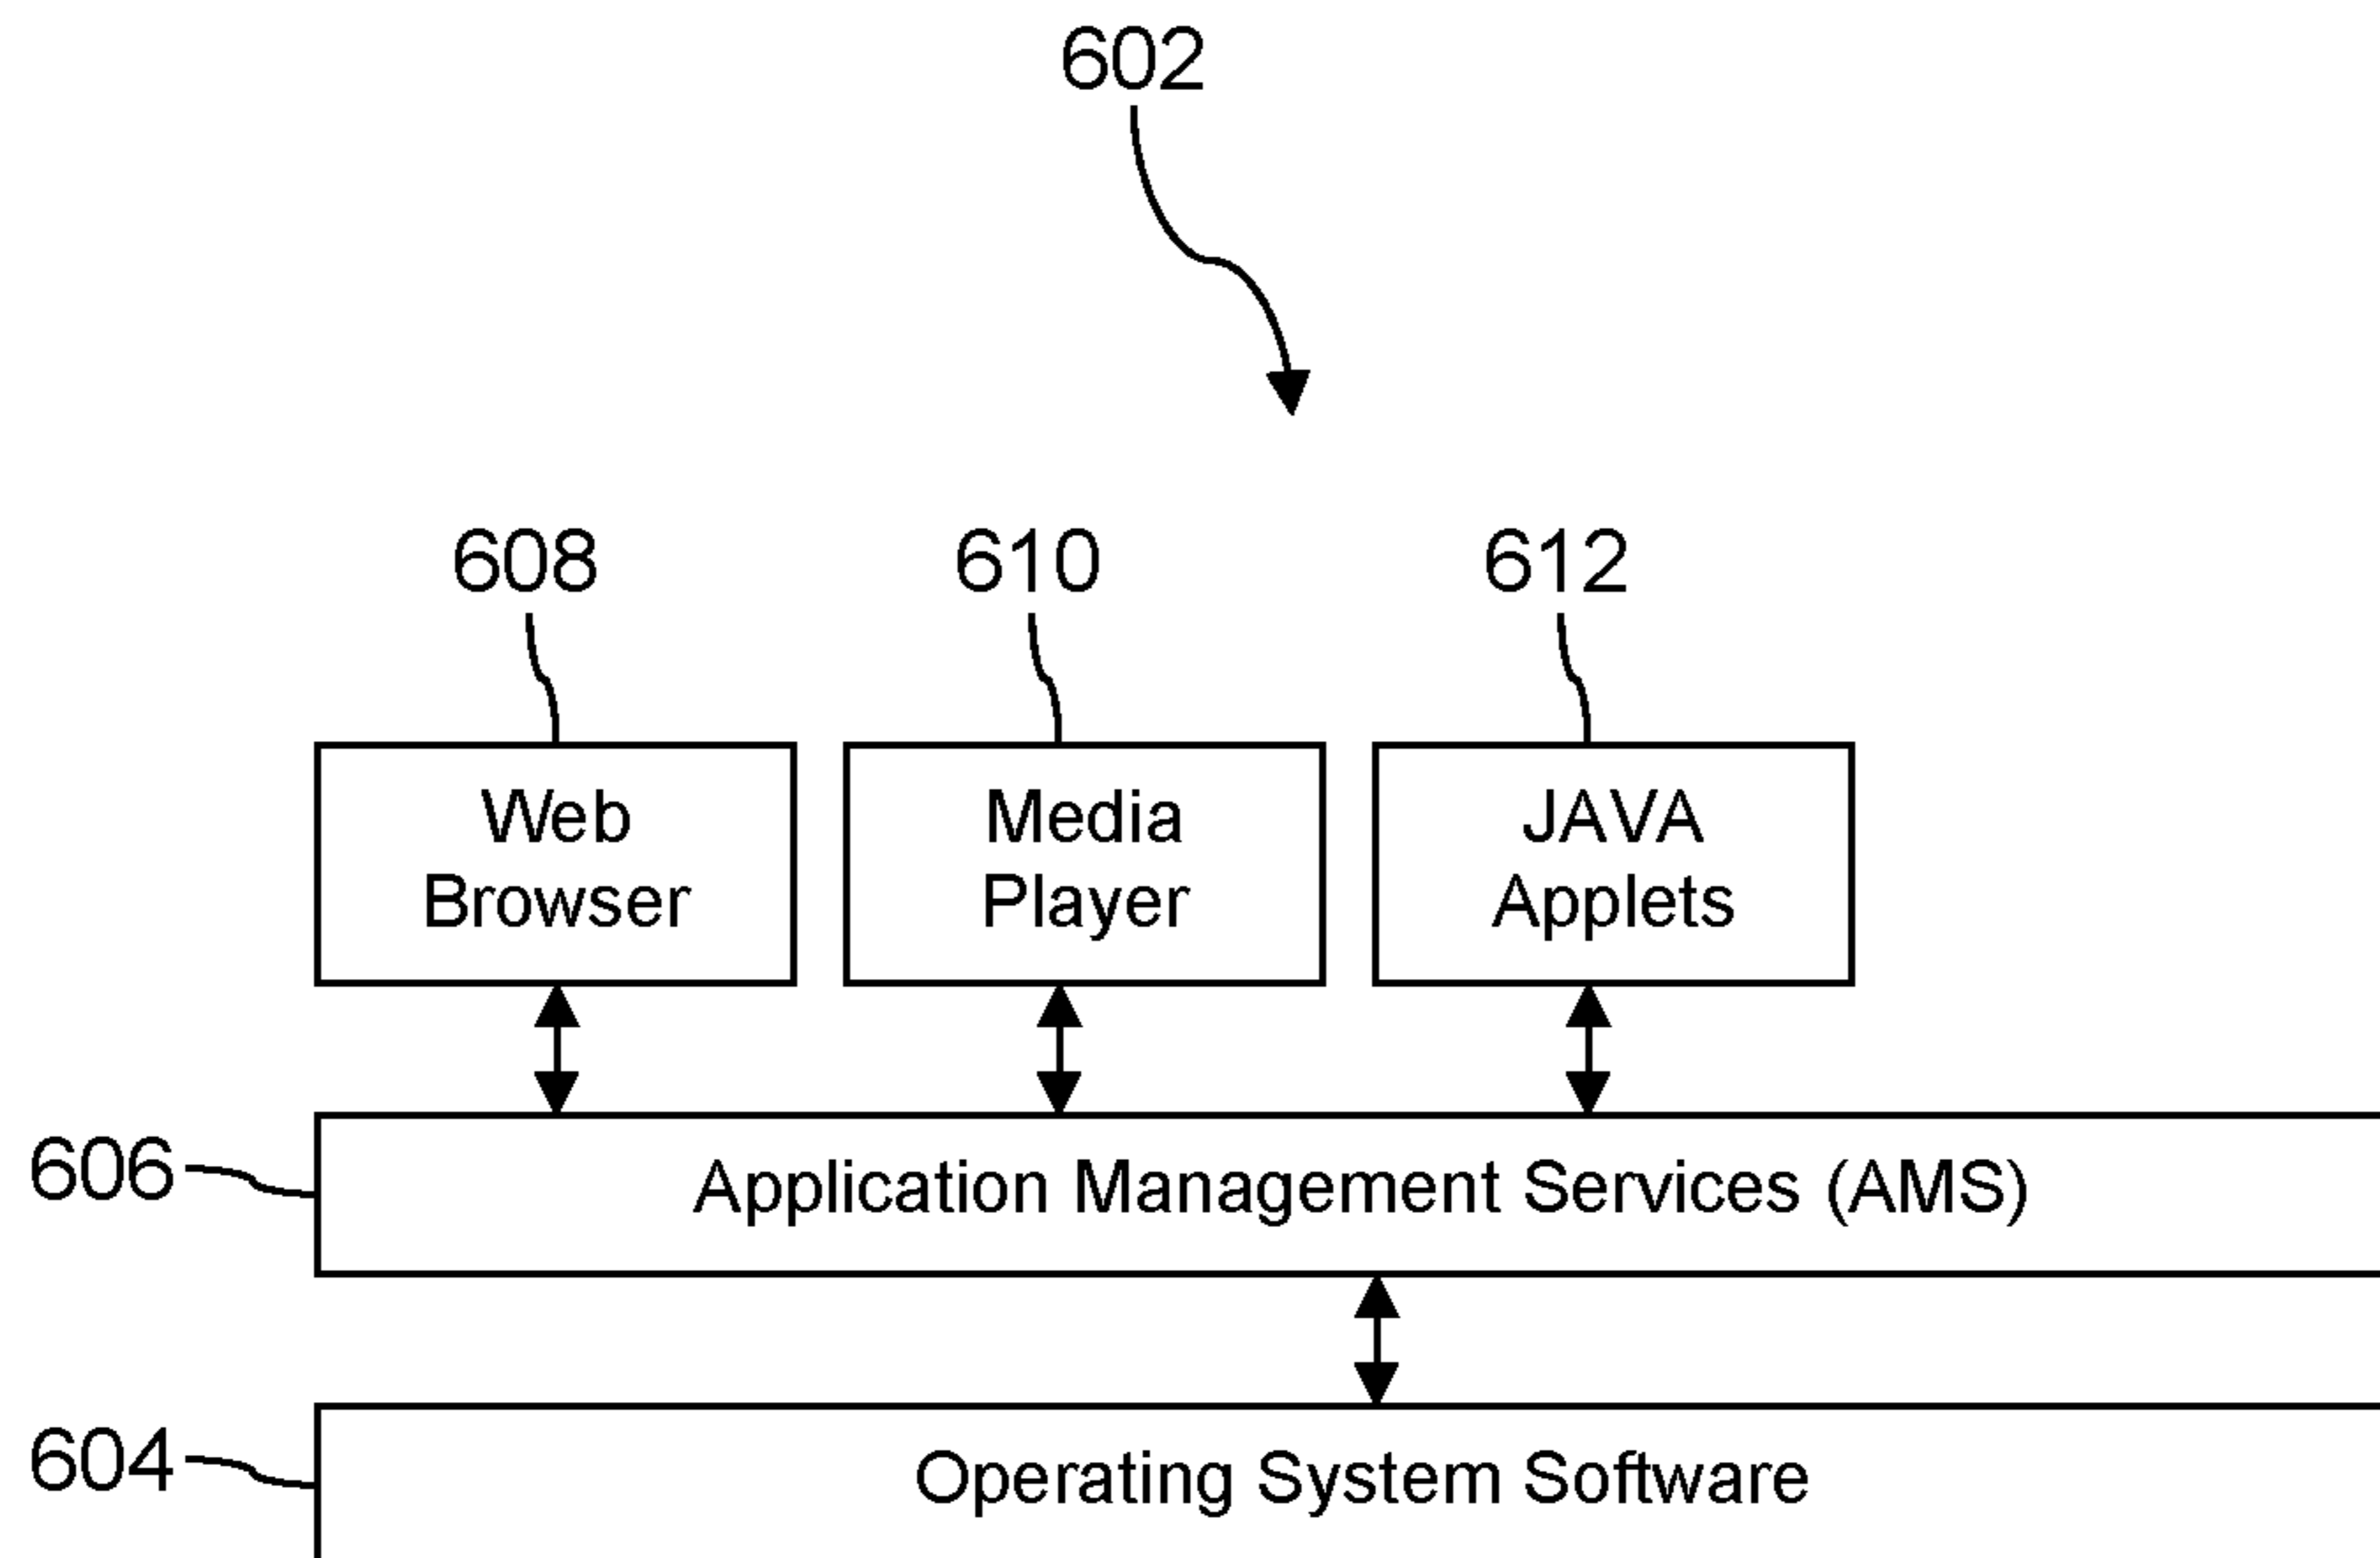 602
608
610
612
Web
Browser
Media
Player
JAVA
Applets
606
Application Management Services (AMS)
604
Operating System Software